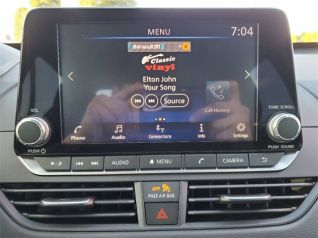 MENU
7:04
SiriusXM
Classic
vinyl
Elton John
Your Song
Source
Call History
VOL
TUNE·SCROLL
Phone
Audio
Connections
Info
Settings
PUSH
PUSH SOUND
AUDIO
MENU
CAMERA
OFF
PASS AIR BAG